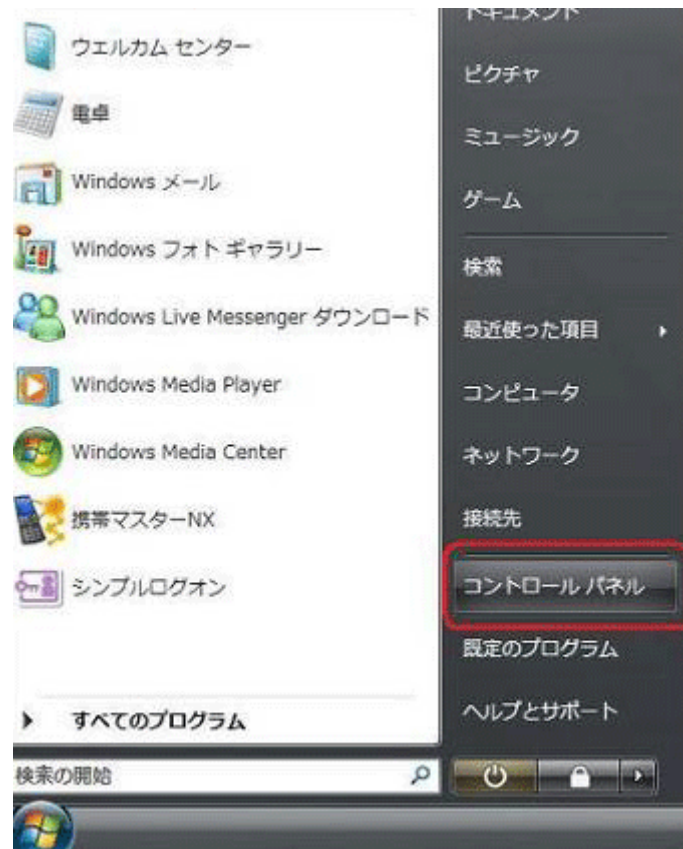 ウエルカム センター
電卓
Windows メール
Windows フォト ギャラリー
Windows Live Messenger ダウンロード
Windows Media Player
Windows Media Center
携帯マスターNX
シンプルログオン
すべてのプログラム
検索の開始
ドキュメント
ピクチャ
ミュージック
ゲーム
検索
最近使った項目
コンピュータ
ネットワーク
接続先
コントロール パネル
既定のプログラム
ヘルプとサポート